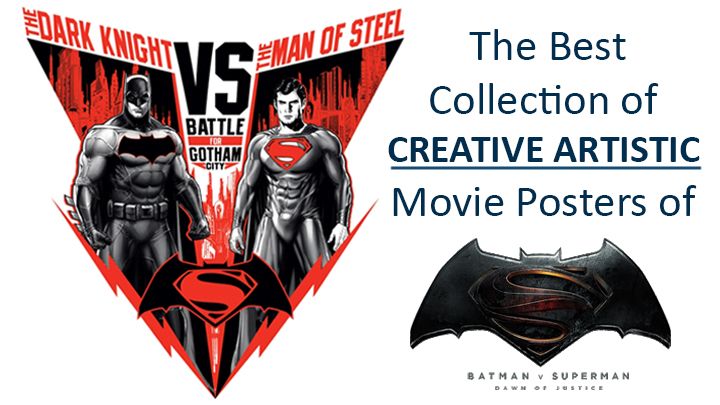 THE DARK KNIGHT
VS
THE MAN OF STEEL
BATTLE
FOR
GOTHAM
CITY
The Best
Collection of
CREATIVE ARTISTIC
Movie Posters of
BATMAN v SUPERMAN
DAWN OF JUSTICE